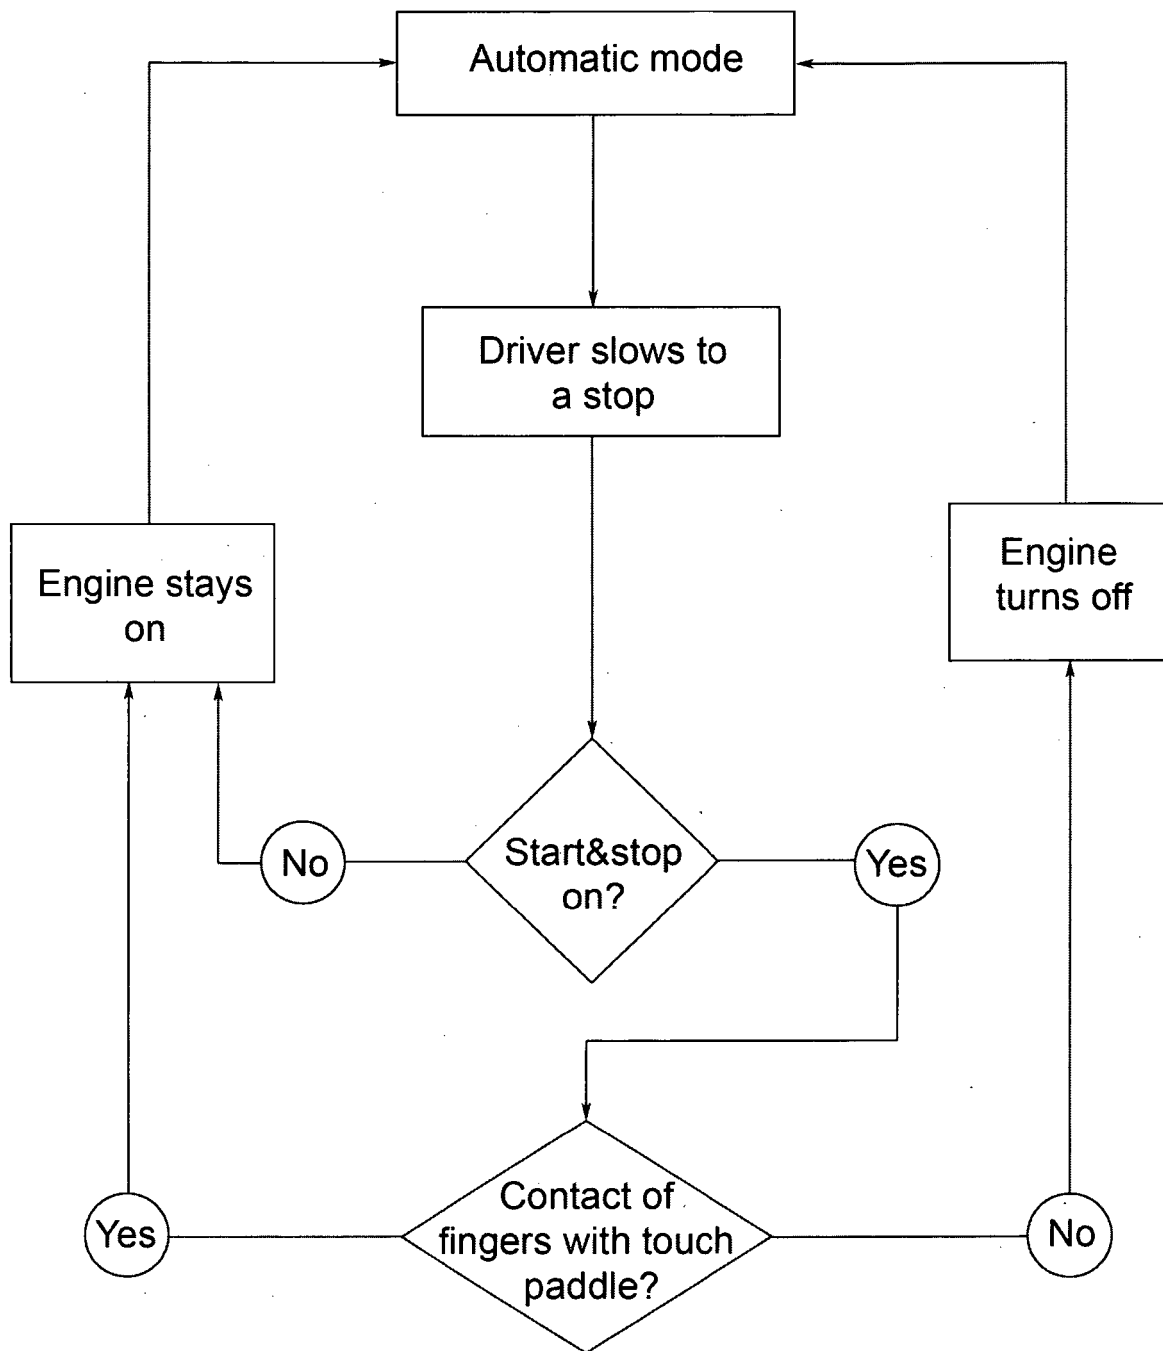 Automatic mode
Driver slows to
a stop
Engine stays
on
Engine
turns off
Start&stop
on?
No
Yes
Contact of
fingers with touch
paddle?
Yes
No